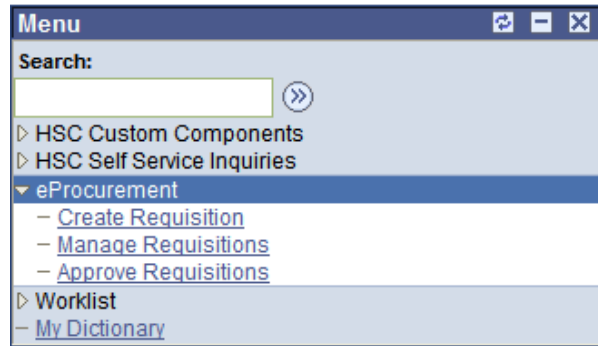 Menu
Search:
HSC Custom Components
HSC Self Service Inquiries
eProcurement
Create Requisition
Manage Requisitions
Approve Requisitions
Worklist
My Dictionary